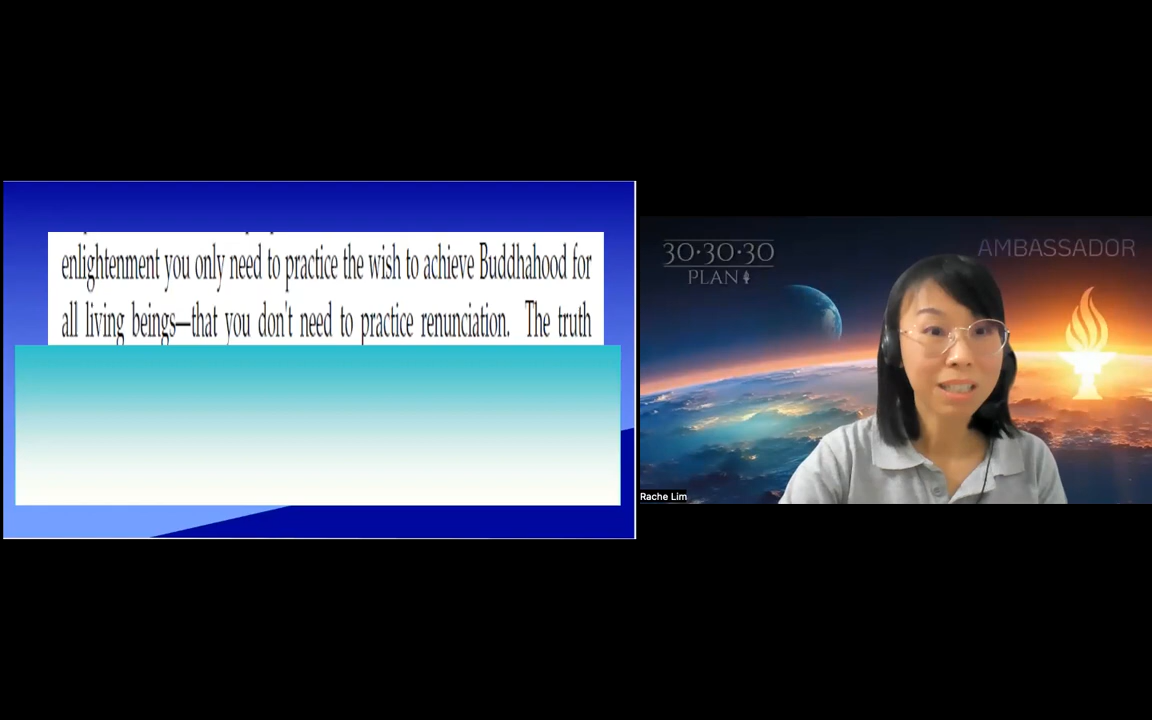 enlightenment you only need to practice the wish to achieve Buddhahood for
all living beings—that you don't need to practice renunciation. The truth
30·30·30
PLAN
AMBASSADOR
Rache Lim